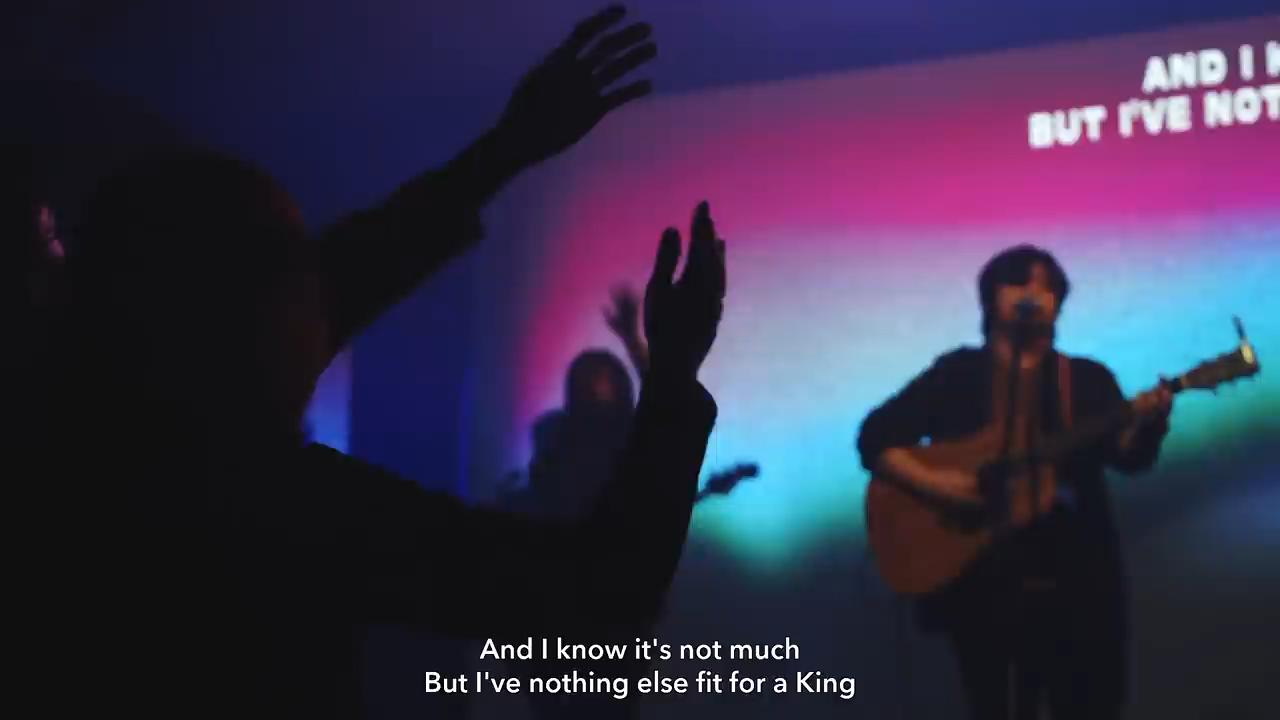 AND I
BUT I'VE NOT
And I know it's not much
But I've nothing else fit for a King